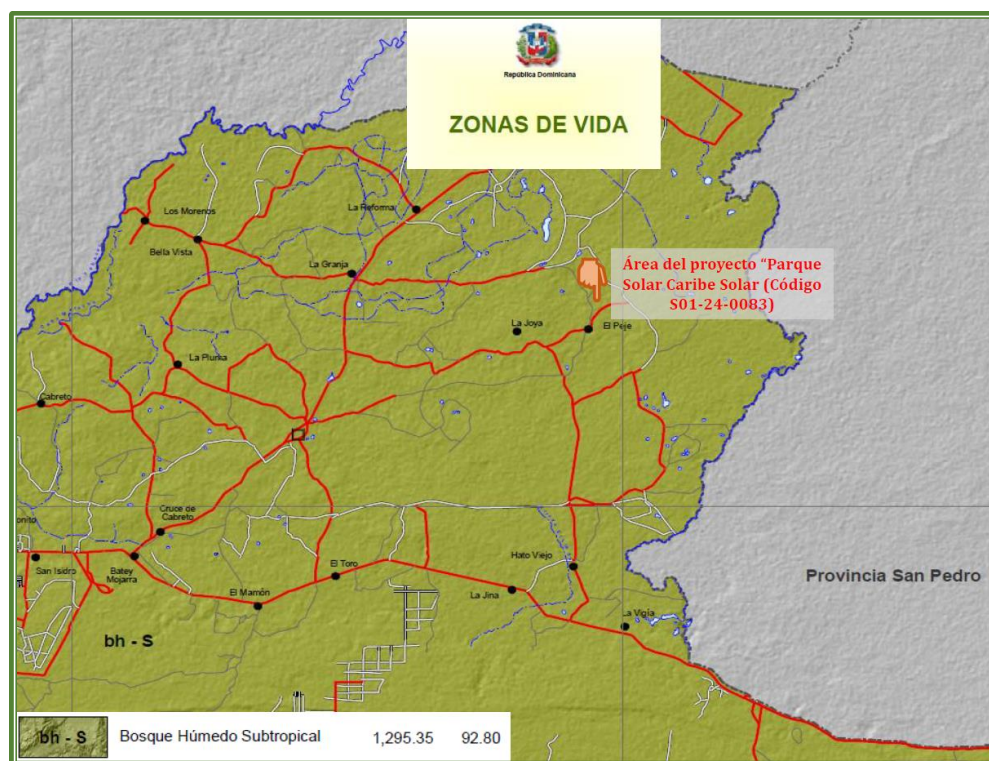 República Dominicana
ZONAS DE VIDA
Los Morenos
La Reforma
Bella Vista
La Granja
Área del proyecto "Parque
Solar Caribe Solar (Código
S01-24-0083)
La Joya
El Peje
La Plurka
Cabreto
Cruce de
Cabreto
San Isidro
Batey
Mojarra
El Toro
Hato Viejo
El Mamón
La Jina
La Vigía
Provincia San Pedro
bh - S
bh - S
Bosque Húmedo Subtropical 1,295.35 92.80